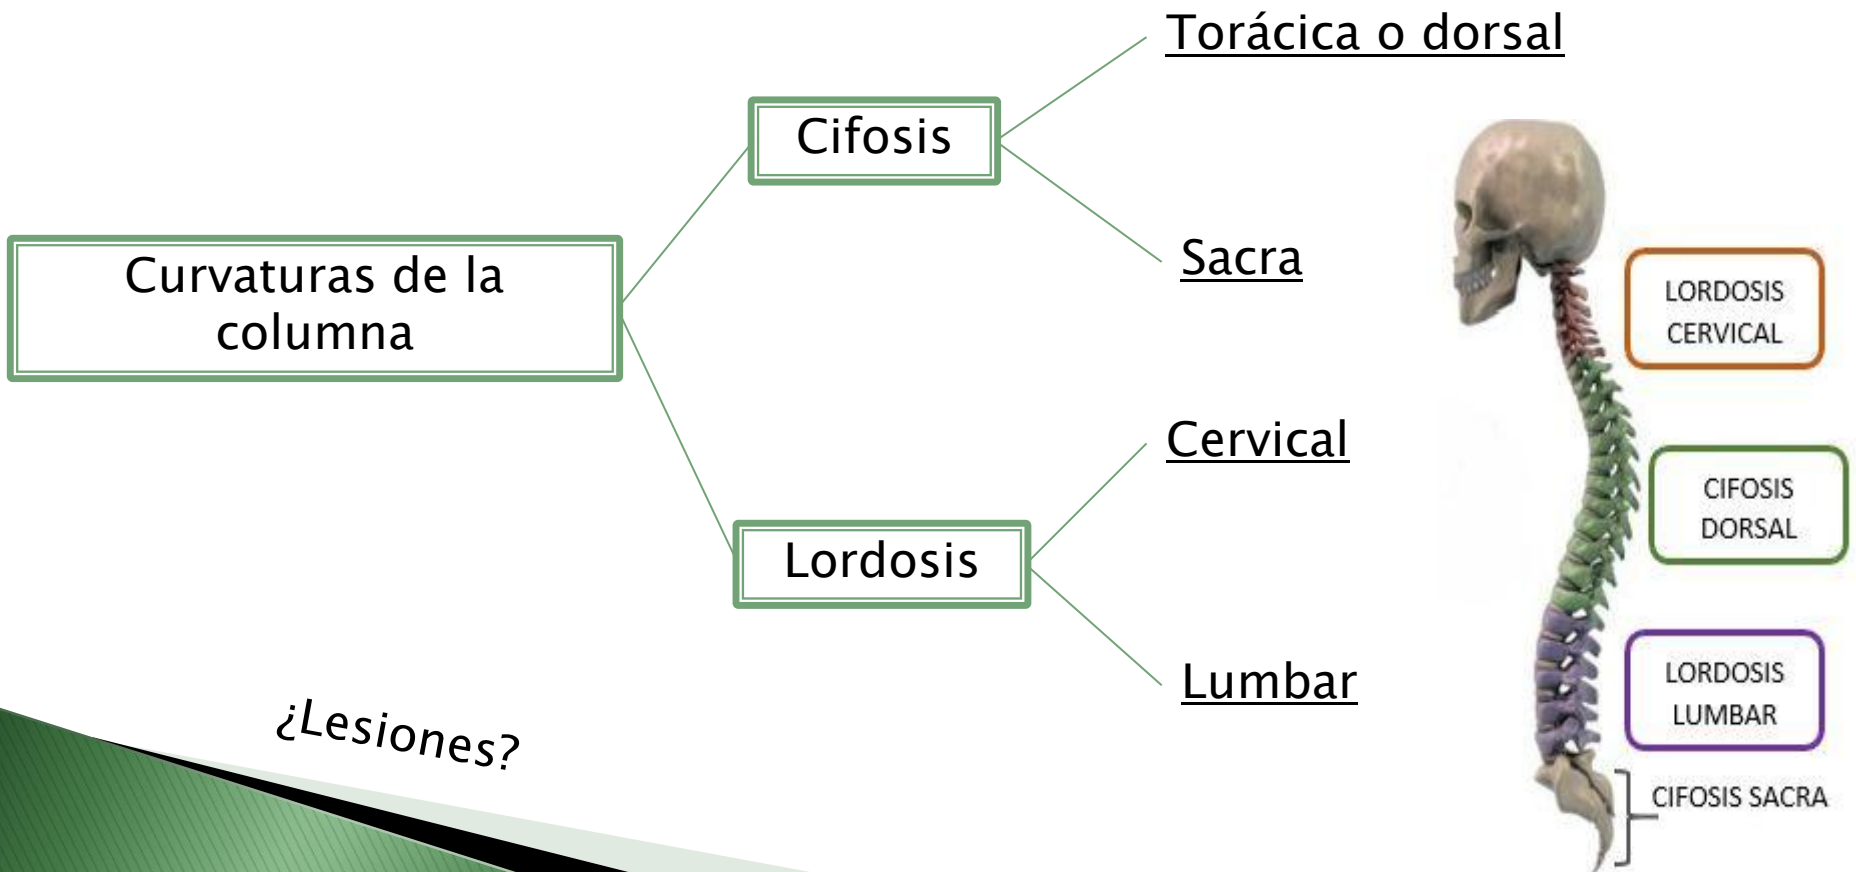 Torácica o dorsal
Cifosis
Sacra
Curvaturas de la
columna
Cervical
Lordosis
Lumbar
¿Lesiones?
LORDOSIS
CERVICAL
CIFOSIS
DORSAL
LORDOSIS
LUMBAR
CIFOSIS SACRA